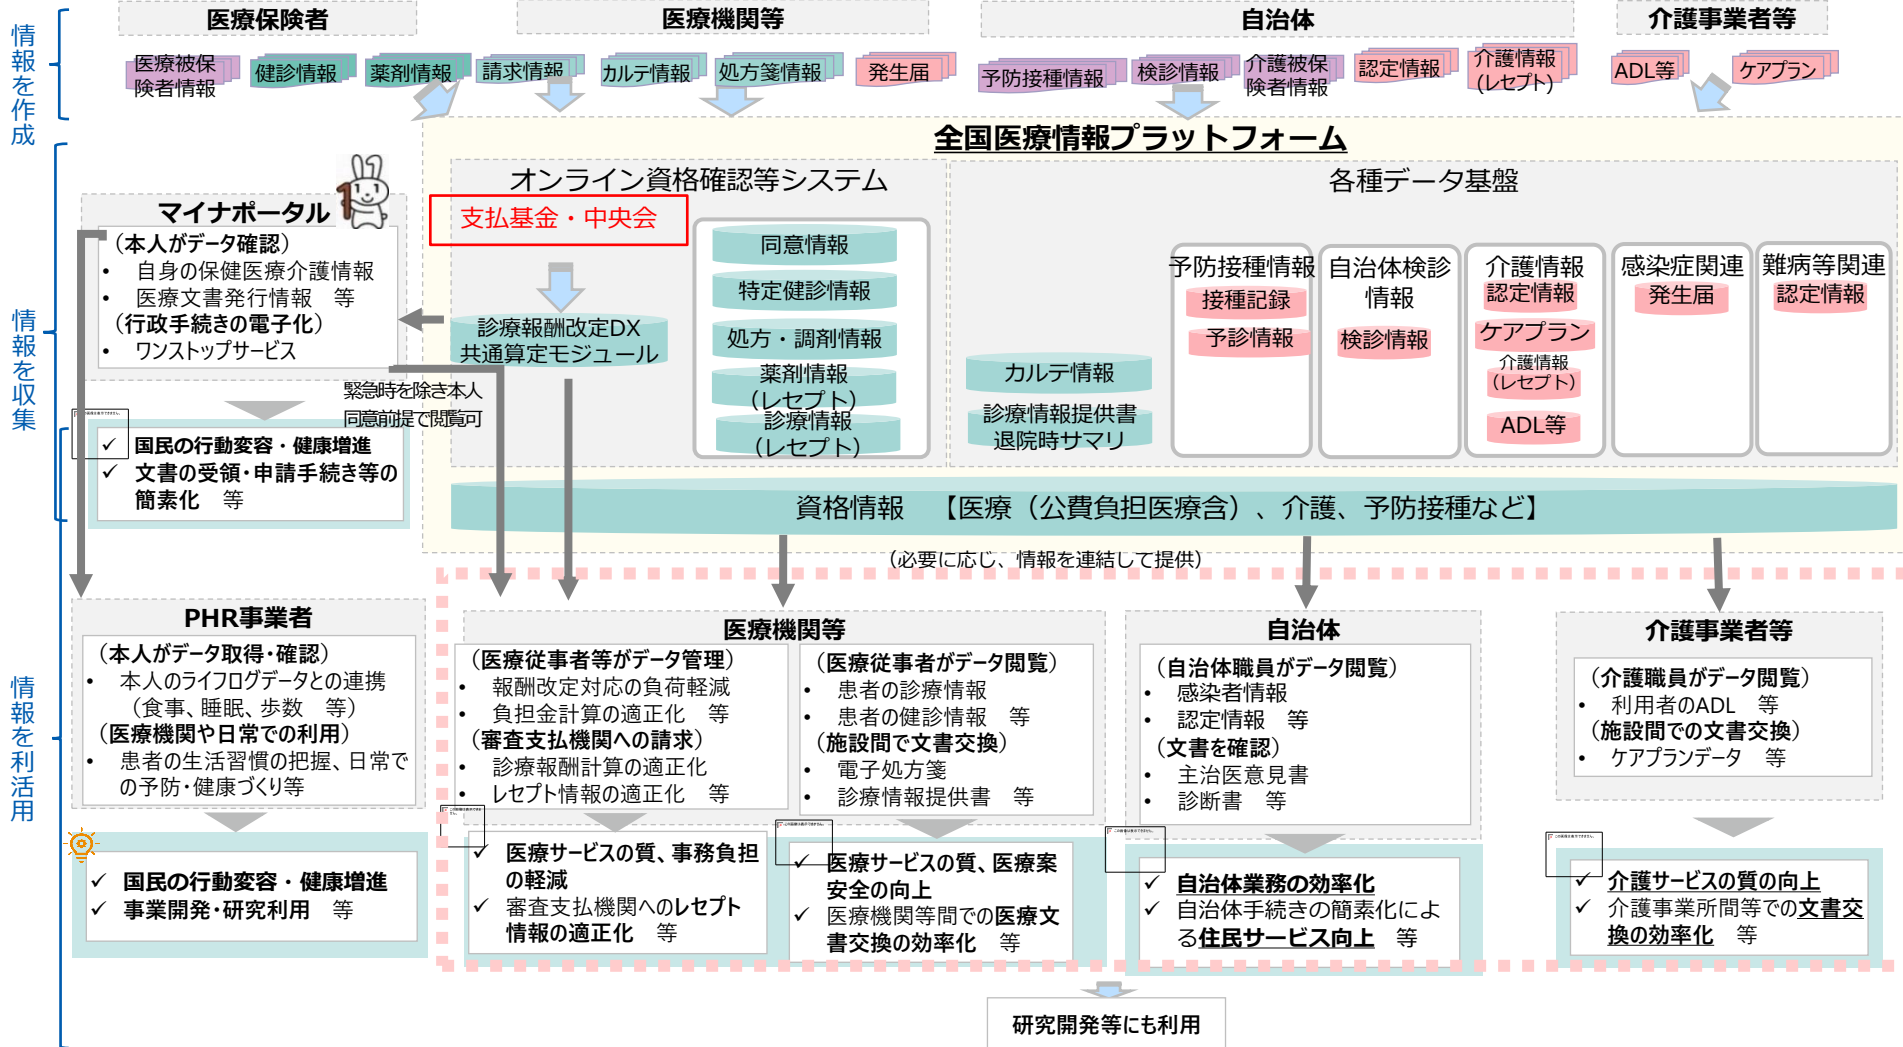 情報を作成
医療保険者
医療機関等
自治体
介護事業者等
医療被保
険者情報
健診情報
薬剤情報
請求情報
カルテ情報
処方箋情報
発生届
予防接種情報
検診情報
介護被保
険者情報
認定情報
介護情報
（レセプト）
ADL等
ケアプラン
全国医療情報プラットフォーム
情報を収集
マイナポータル
（本人がデータ確認）
• 自身の保健医療介護情報
• 医療文書発行情報　等
（行政手続きの電子化）
• ワンストップサービス
緊急時を除き本人
同意前提で閲覧可
✓ 国民の行動変容・健康増進
✓ 文書の受領・申請手続き等の
簡素化　等
オンライン資格確認等システム
支払基金・中央会
診療報酬改定DX
共通算定モジュール
同意情報
特定健診情報
処方・調剤情報
薬剤情報
（レセプト）
診療情報
（レセプト）
各種データ基盤
カルテ情報
診療情報提供書
退院時サマリ
予防接種情報
接種記録
予診情報
自治体検診
情報
検診情報
介護情報
認定情報
ケアプラン
介護情報
（レセプト）
ADL等
感染症関連
発生届
難病等関連
認定情報
資格情報　【医療（公費負担医療含）、介護、予防接種など】
（必要に応じ、情報を連結して提供）
情報を利活用
PHR事業者
（本人がデータ取得・確認）
• 本人のライフログデータとの連携
（食事、睡眠、歩数　等）
（医療機関や日常での利用）
• 患者の生活習慣の把握、日常で
の予防・健康づくり等
✓ 国民の行動変容・健康増進
✓ 事業開発・研究利用　等
医療機関等
（医療従事者等がデータ管理）
• 報酬改定対応の負荷軽減
• 負担金計算の適正化　等
（審査支払機関への請求）
• 診療報酬計算の適正化
• レセプト情報の適正化　等
（医療従事者がデータ閲覧）
• 患者の診療情報
• 患者の健診情報　等
（施設間で文書交換）
• 電子処方箋
• 診療情報提供書　等
✓ 医療サービスの質、事務負担
の軽減
✓ 審査支払機関へのレセプト
情報の適正化　等
✓ 医療サービスの質、医療案
安全の向上
✓ 医療機関等間での医療文
書交換の効率化　等
自治体
（自治体職員がデータ閲覧）
• 感染者情報
• 認定情報　等
（文書を確認）
• 主治医意見書
• 診断書　等
✓ 自治体業務の効率化
✓ 自治体手続きの簡素化によ
る住民サービス向上　等
介護事業者等
（介護職員がデータ閲覧）
• 利用者のADL　等
（施設間での文書交換）
• ケアプランデータ　等
✓ 介護サービスの質の向上
✓ 介護事業所間等での文書交
換の効率化　等
研究開発等にも利用